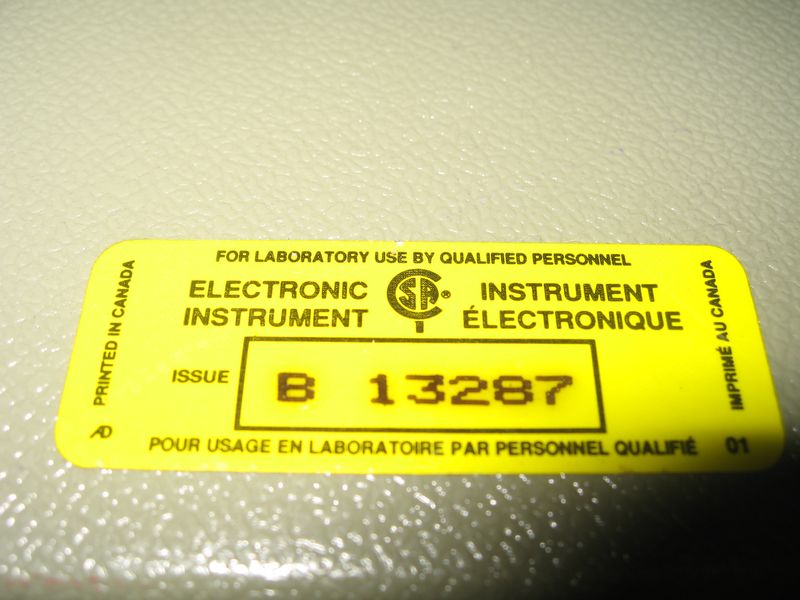 FOR LABORATORY USE BY QUALIFIED PERSONNEL
ELECTRONIC
INSTRUMENT
CSA®
INSTRUMENT
ÉLECTRONIQUE
PRINTED IN CANADA
IMPRIMÉ AU CANADA
ISSUE B 13287
POUR USAGE EN LABORATOIRE PAR PERSONNEL QUALIFIÉ 01